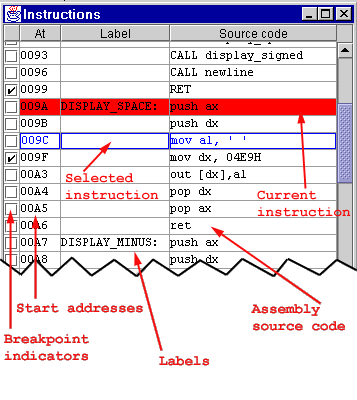 Instructions
At Label Source code
0093 CALL display_signed
0096 CALL newline
0099 RET
009A DISPLAY_SPACE: push ax
009B push dx
009C mov al, ' '
009F mov dx, 04E9H
00A3 out [dx],al
00A4 pop dx
00A5 pop ax
00A6 ret
00A7 DISPLAY_MINUS: push ax
00A8 push dx
Selected instruction
Current instruction
Start addresses
Assembly source code
Breakpoint indicators
Labels